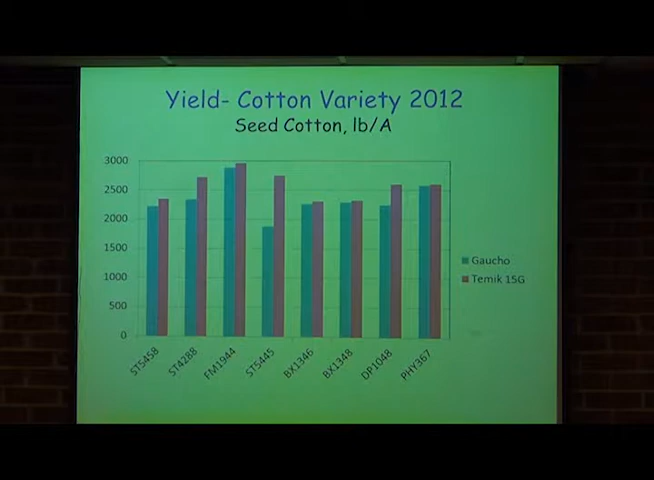 Yield- Cotton Variety 2012
Seed Cotton, lb/A
3000
2500
2000
1500
1000
500
0
Gaucho
Temik 15G
ST5458
ST4288
FM1944
ST5445
BX1346
BX1348
DP1048
PHY367